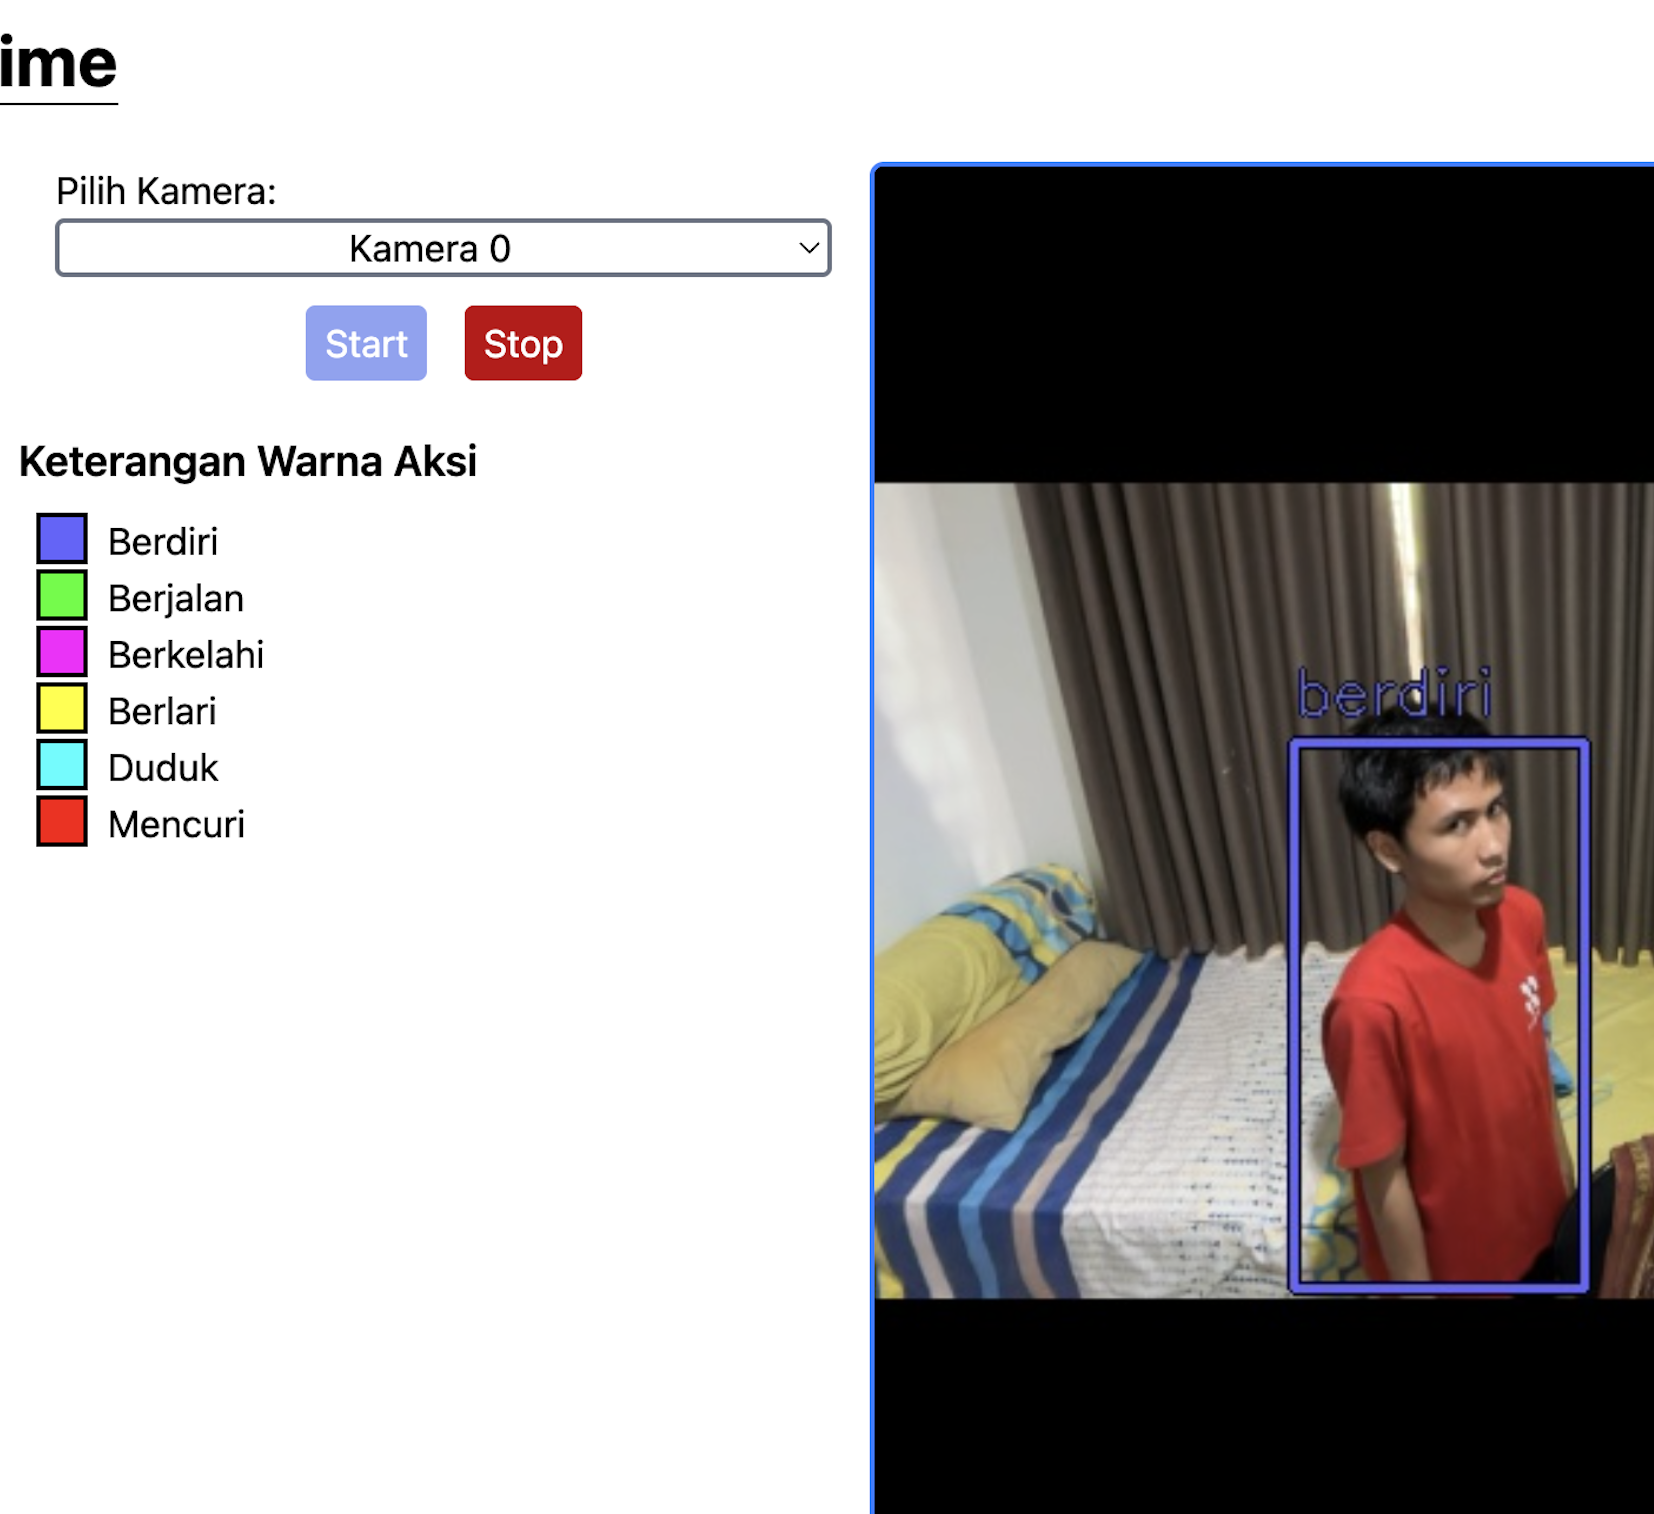 ime
Pilih Kamera:
Kamera 0
Start
Stop
Keterangan Warna Aksi
Berdiri
Berjalan
Berkelahi
Berlari
Duduk
Mencuri
berdiri